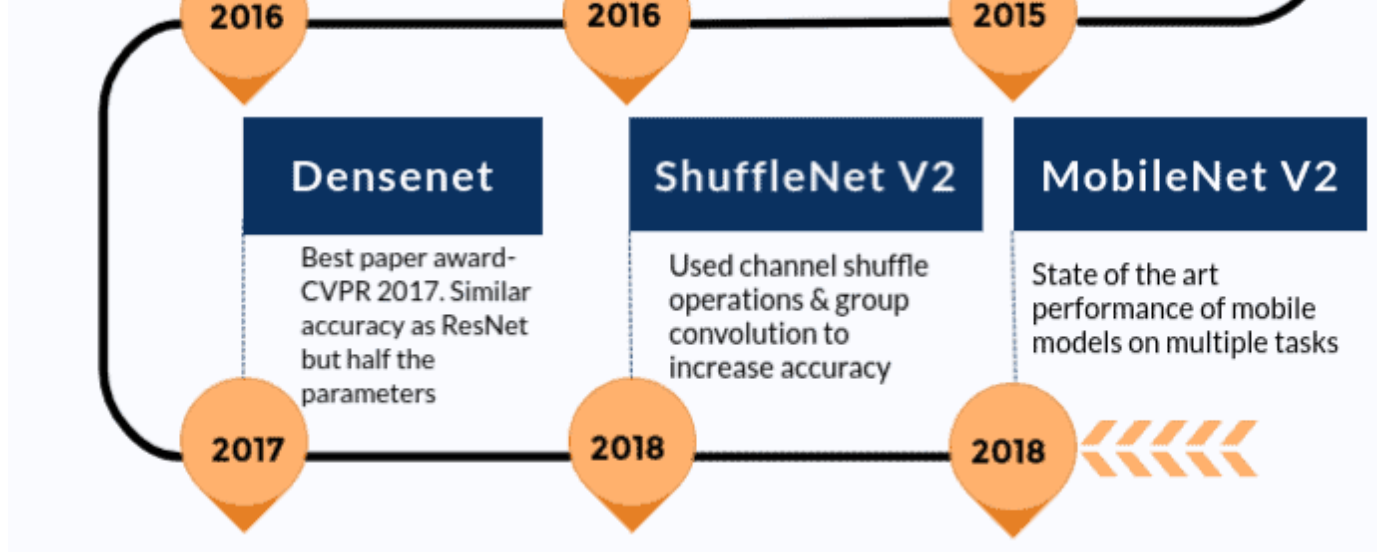 2016
2016
2015
Densenet
Best paper award-
CVPR 2017. Similar
accuracy as ResNet
but half the
parameters
2017
ShuffleNet V2
Used channel shuffle
operations & group
convolution to
increase accuracy
2018
MobileNet V2
State of the art
performance of mobile
models on multiple tasks
2018